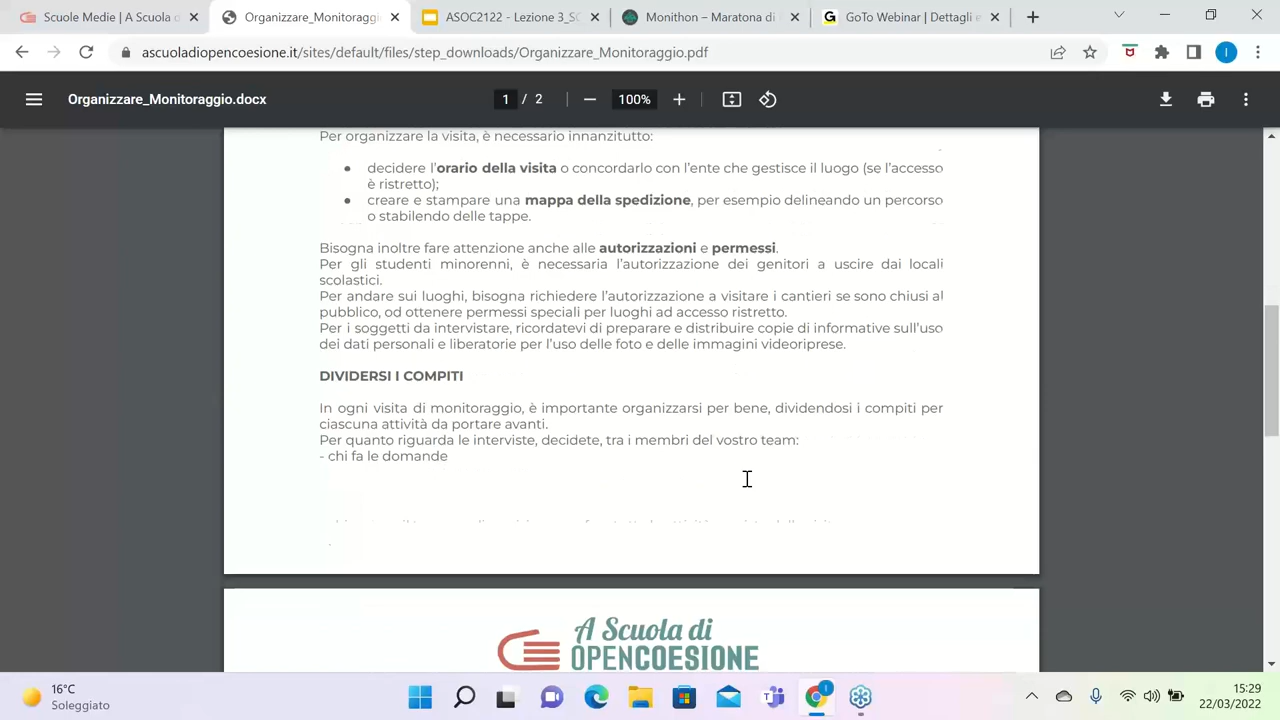 Scuole Medie | A Scuola d
Organizzare_Monitoraggi
ASOC2122 - Lezione 3_SC
Monithon – Maratona di
GoTo Webinar | Dettagli e
ascuoladiopencoesione.it/sites/default/files/step_downloads/Organizzare_Monitoraggio.pdf
I
Organizzare_Monitoraggio.docx
1 / 2
100%
Per organizzare la visita, è necessario innanzitutto:
● decidere l'orario della visita o concordarlo con l'ente che gestisce il luogo (se l'accesso
è ristretto);
● creare e stampare una mappa della spedizione, per esempio delineando un percorso
o stabilendo delle tappe.
Bisogna inoltre fare attenzione anche alle autorizzazioni e permessi.
Per gli studenti minorenni, è necessaria l'autorizzazione dei genitori a uscire dai locali
scolastici.
Per andare sui luoghi, bisogna richiedere l'autorizzazione a visitare i cantieri se sono chiusi al
pubblico, od ottenere permessi speciali per luoghi ad accesso ristretto.
Per i soggetti da intervistare, ricordatevi di preparare e distribuire copie di informative sull'uso
dei dati personali e liberatorie per l'uso delle foto e delle immagini videoriprese.
DIVIDERSI I COMPITI
In ogni visita di monitoraggio, è importante organizzarsi per bene, dividendosi i compiti per
ciascuna attività da portare avanti.
Per quanto riguarda le interviste, decidete, tra i membri del vostro team:
- chi fa le domande
A Scuola di
OPENCOESIONE
16°C
Soleggiato
1
15:29
22/03/2022